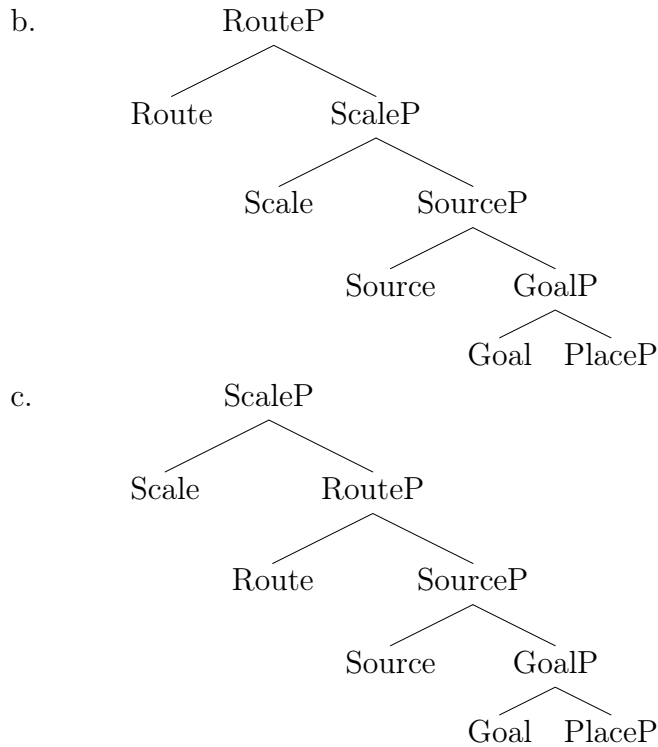 b. RouteP
Route ScaleP
Scale SourceP
Source GoalP
Goal PlaceP
c. ScaleP
Scale RouteP
Route SourceP
Source GoalP
Goal PlaceP